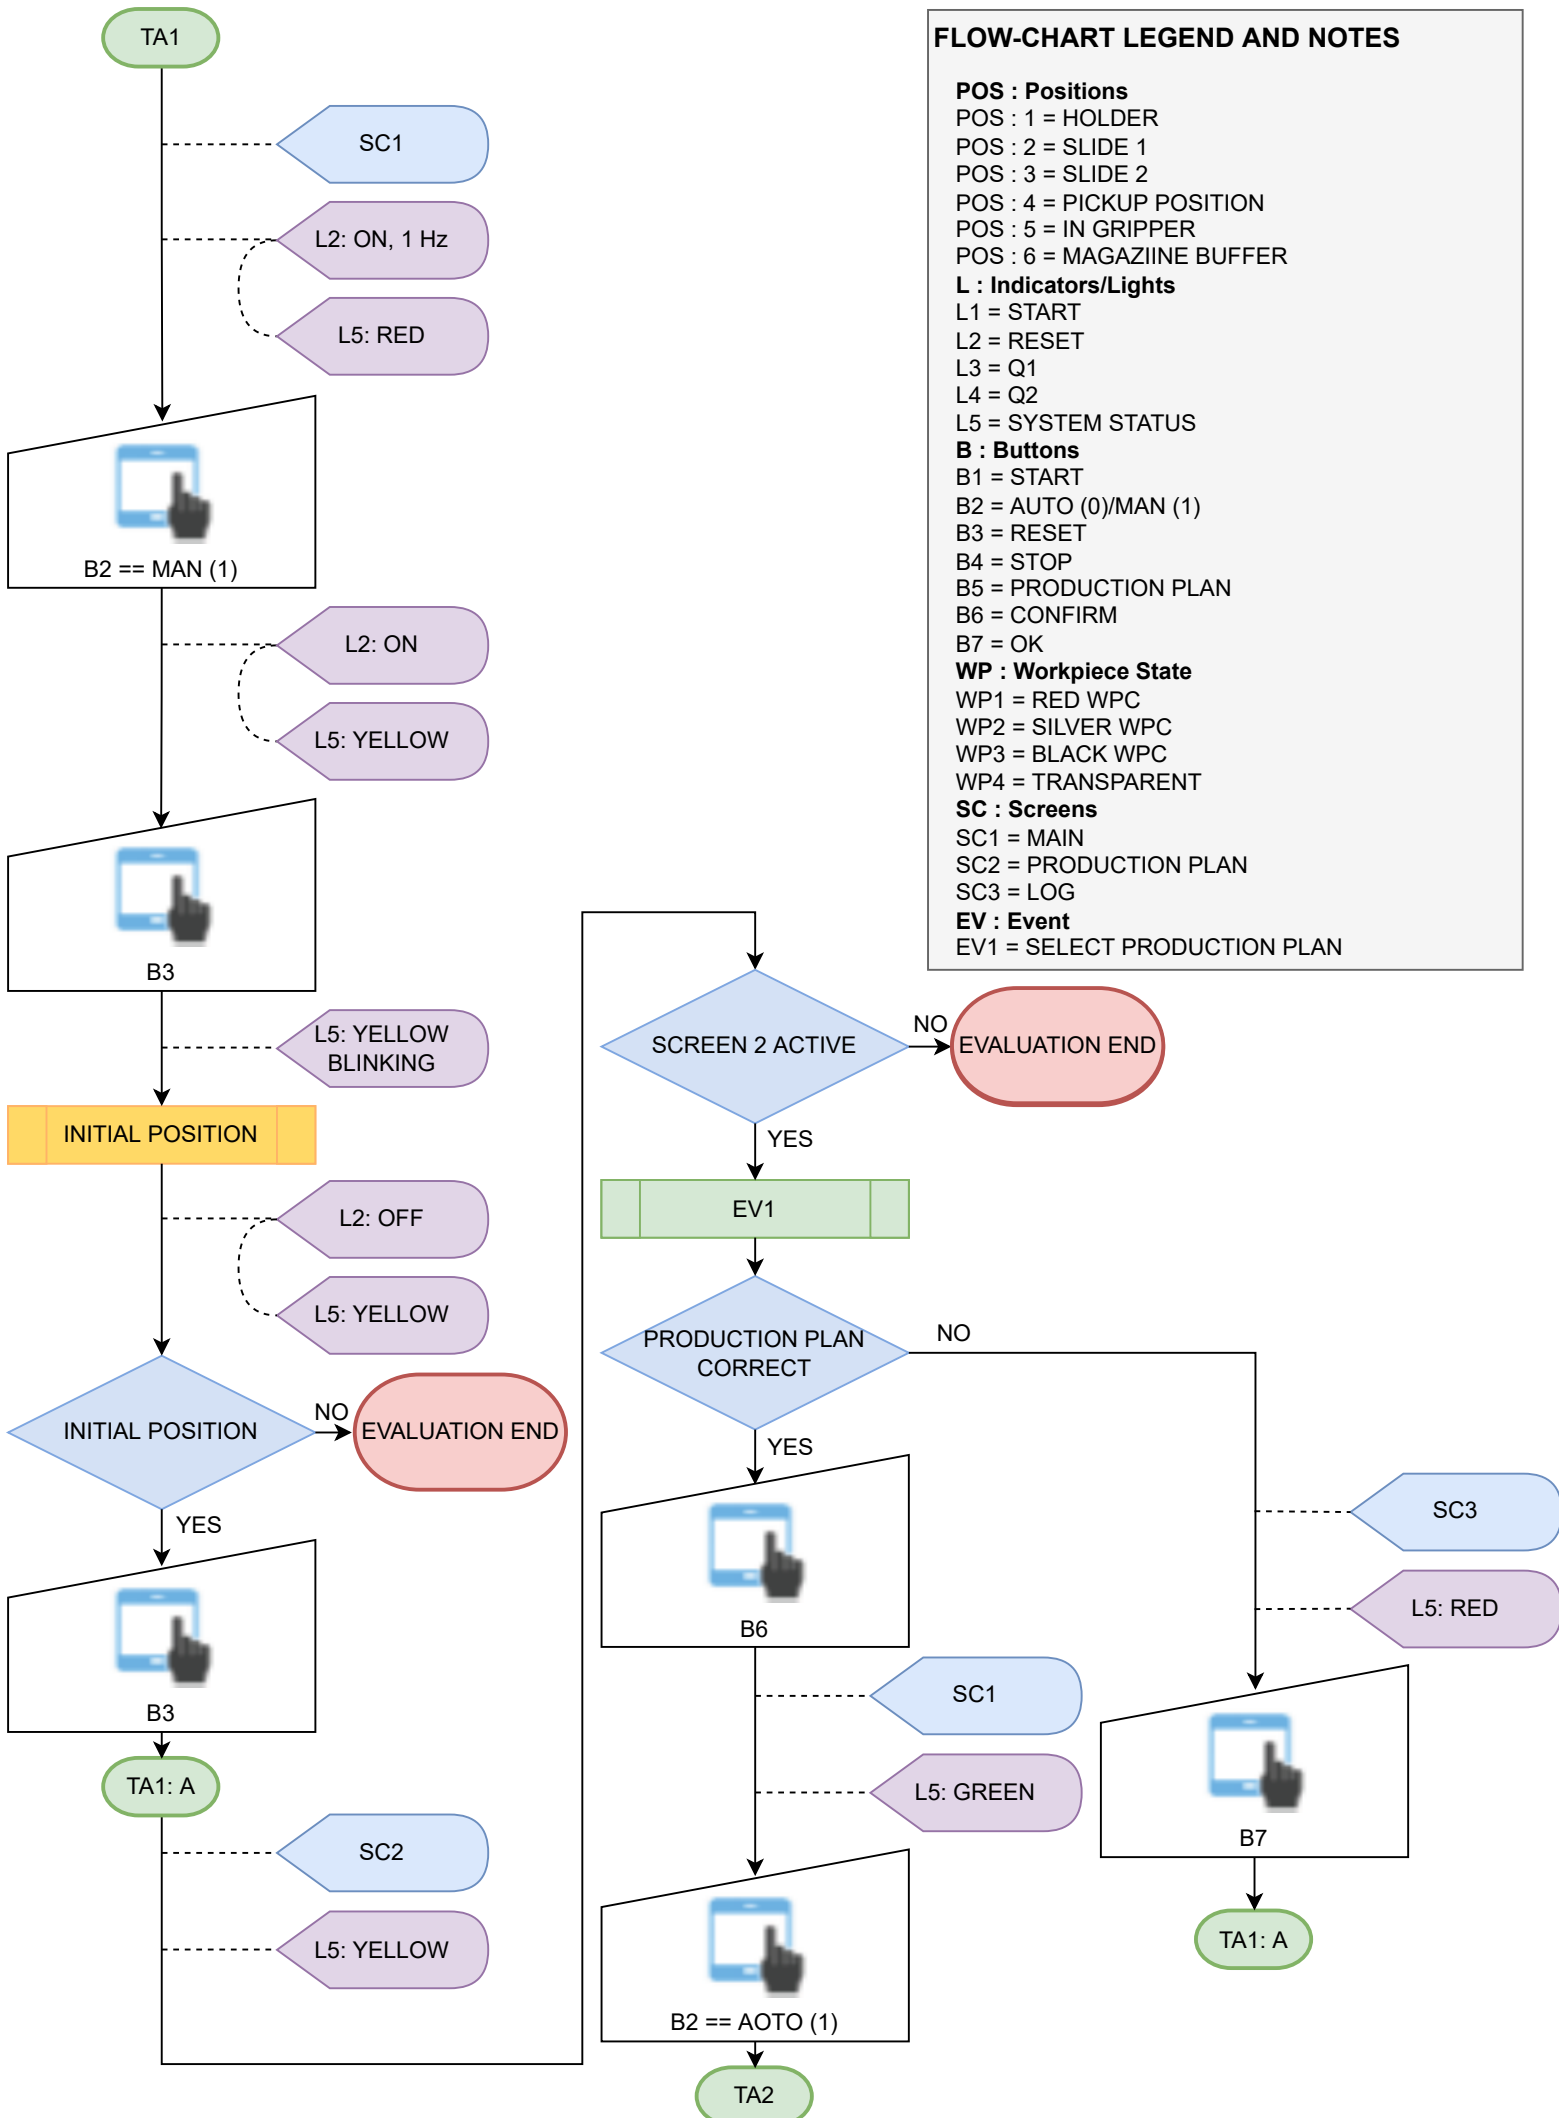 TA1
SC1
L2: ON, 1 Hz
L5: RED
B2 == MAN (1)
L2: ON
L5: YELLOW
B3
L5: YELLOW
BLINKING
INITIAL POSITION
L2: OFF
L5: YELLOW
INITIAL POSITION
NO
EVALUATION END
YES
B3
TA1: A
SC2
L5: YELLOW
SCREEN 2 ACTIVE
NO
EVALUATION END
YES
EV1
PRODUCTION PLAN
CORRECT
NO
YES
B6
SC1
L5: GREEN
B2 == AOTO (1)
TA2
SC3
L5: RED
B7
TA1: A
FLOW-CHART LEGEND AND NOTES
POS : Positions
POS : 1 = HOLDER
POS : 2 = SLIDE 1
POS : 3 = SLIDE 2
POS : 4 = PICKUP POSITION
POS : 5 = IN GRIPPER
POS : 6 = MAGAZIINE BUFFER
L : Indicators/Lights
L1 = START
L2 = RESET
L3 = Q1
L4 = Q2
L5 = SYSTEM STATUS
B : Buttons
B1 = START
B2 = AUTO (0)/MAN (1)
B3 = RESET
B4 = STOP
B5 = PRODUCTION PLAN
B6 = CONFIRM
B7 = OK
WP : Workpiece State
WP1 = RED WPC
WP2 = SILVER WPC
WP3 = BLACK WPC
WP4 = TRANSPARENT
SC : Screens
SC1 = MAIN
SC2 = PRODUCTION PLAN
SC3 = LOG
EV : Event
EV1 = SELECT PRODUCTION PLAN